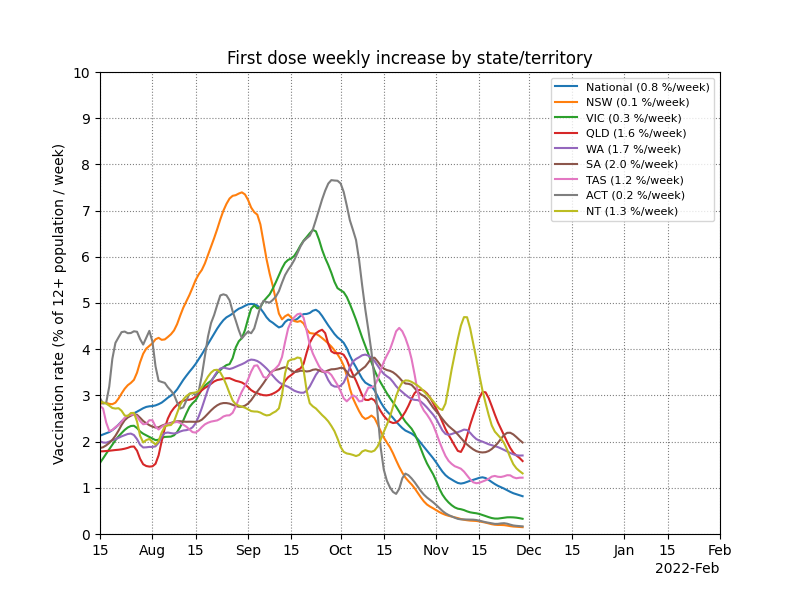 First dose weekly increase by state/territory
Vaccination rate (% of 12+ population / week)
10
9
8
7
6
5
4
3
2
1
0
National (0.8 %/week)
NSW (0.1 %/week)
VIC (0.3 %/week)
QLD (1.6 %/week)
WA (1.7 %/week)
SA (2.0 %/week)
TAS (1.2 %/week)
ACT (0.2 %/week)
NT (1.3 %/week)
15 Aug 15 Sep 15 Oct 15 Nov 15 Dec 15 Jan 15 Feb
2022-Feb